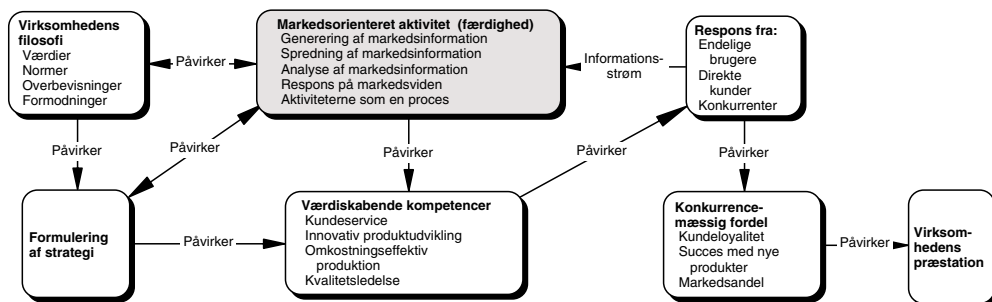 Virksomhedens
filosofi
Værdier
Normer
Overbevisninger
Formodninger
Påvirker
Markedsorienteret aktivitet (færdighed)
Generering af markedsinformation
Spredning af markedsinformation
Analyse af markedsinformation
Respons på markedsviden
Aktiviteterne som en proces
Informations-
strøm
Respons fra:
Endelige
brugere
Direkte
kunder
Konkurrenter
Påvirker
Påvirker
Påvirker
Påvirker
Påvirker
Formulering
af strategi
Påvirker
Værdiskabende kompetencer
Kundeservice
Innovativ produktudvikling
Omkostningseffektiv
produktion
Kvalitetsledelse
Konkurrence-
mæssig fordel
Kundeloyalitet
Succes med nye
produkter
Markedsandel
Påvirker
Virksom-
hedens
præstation